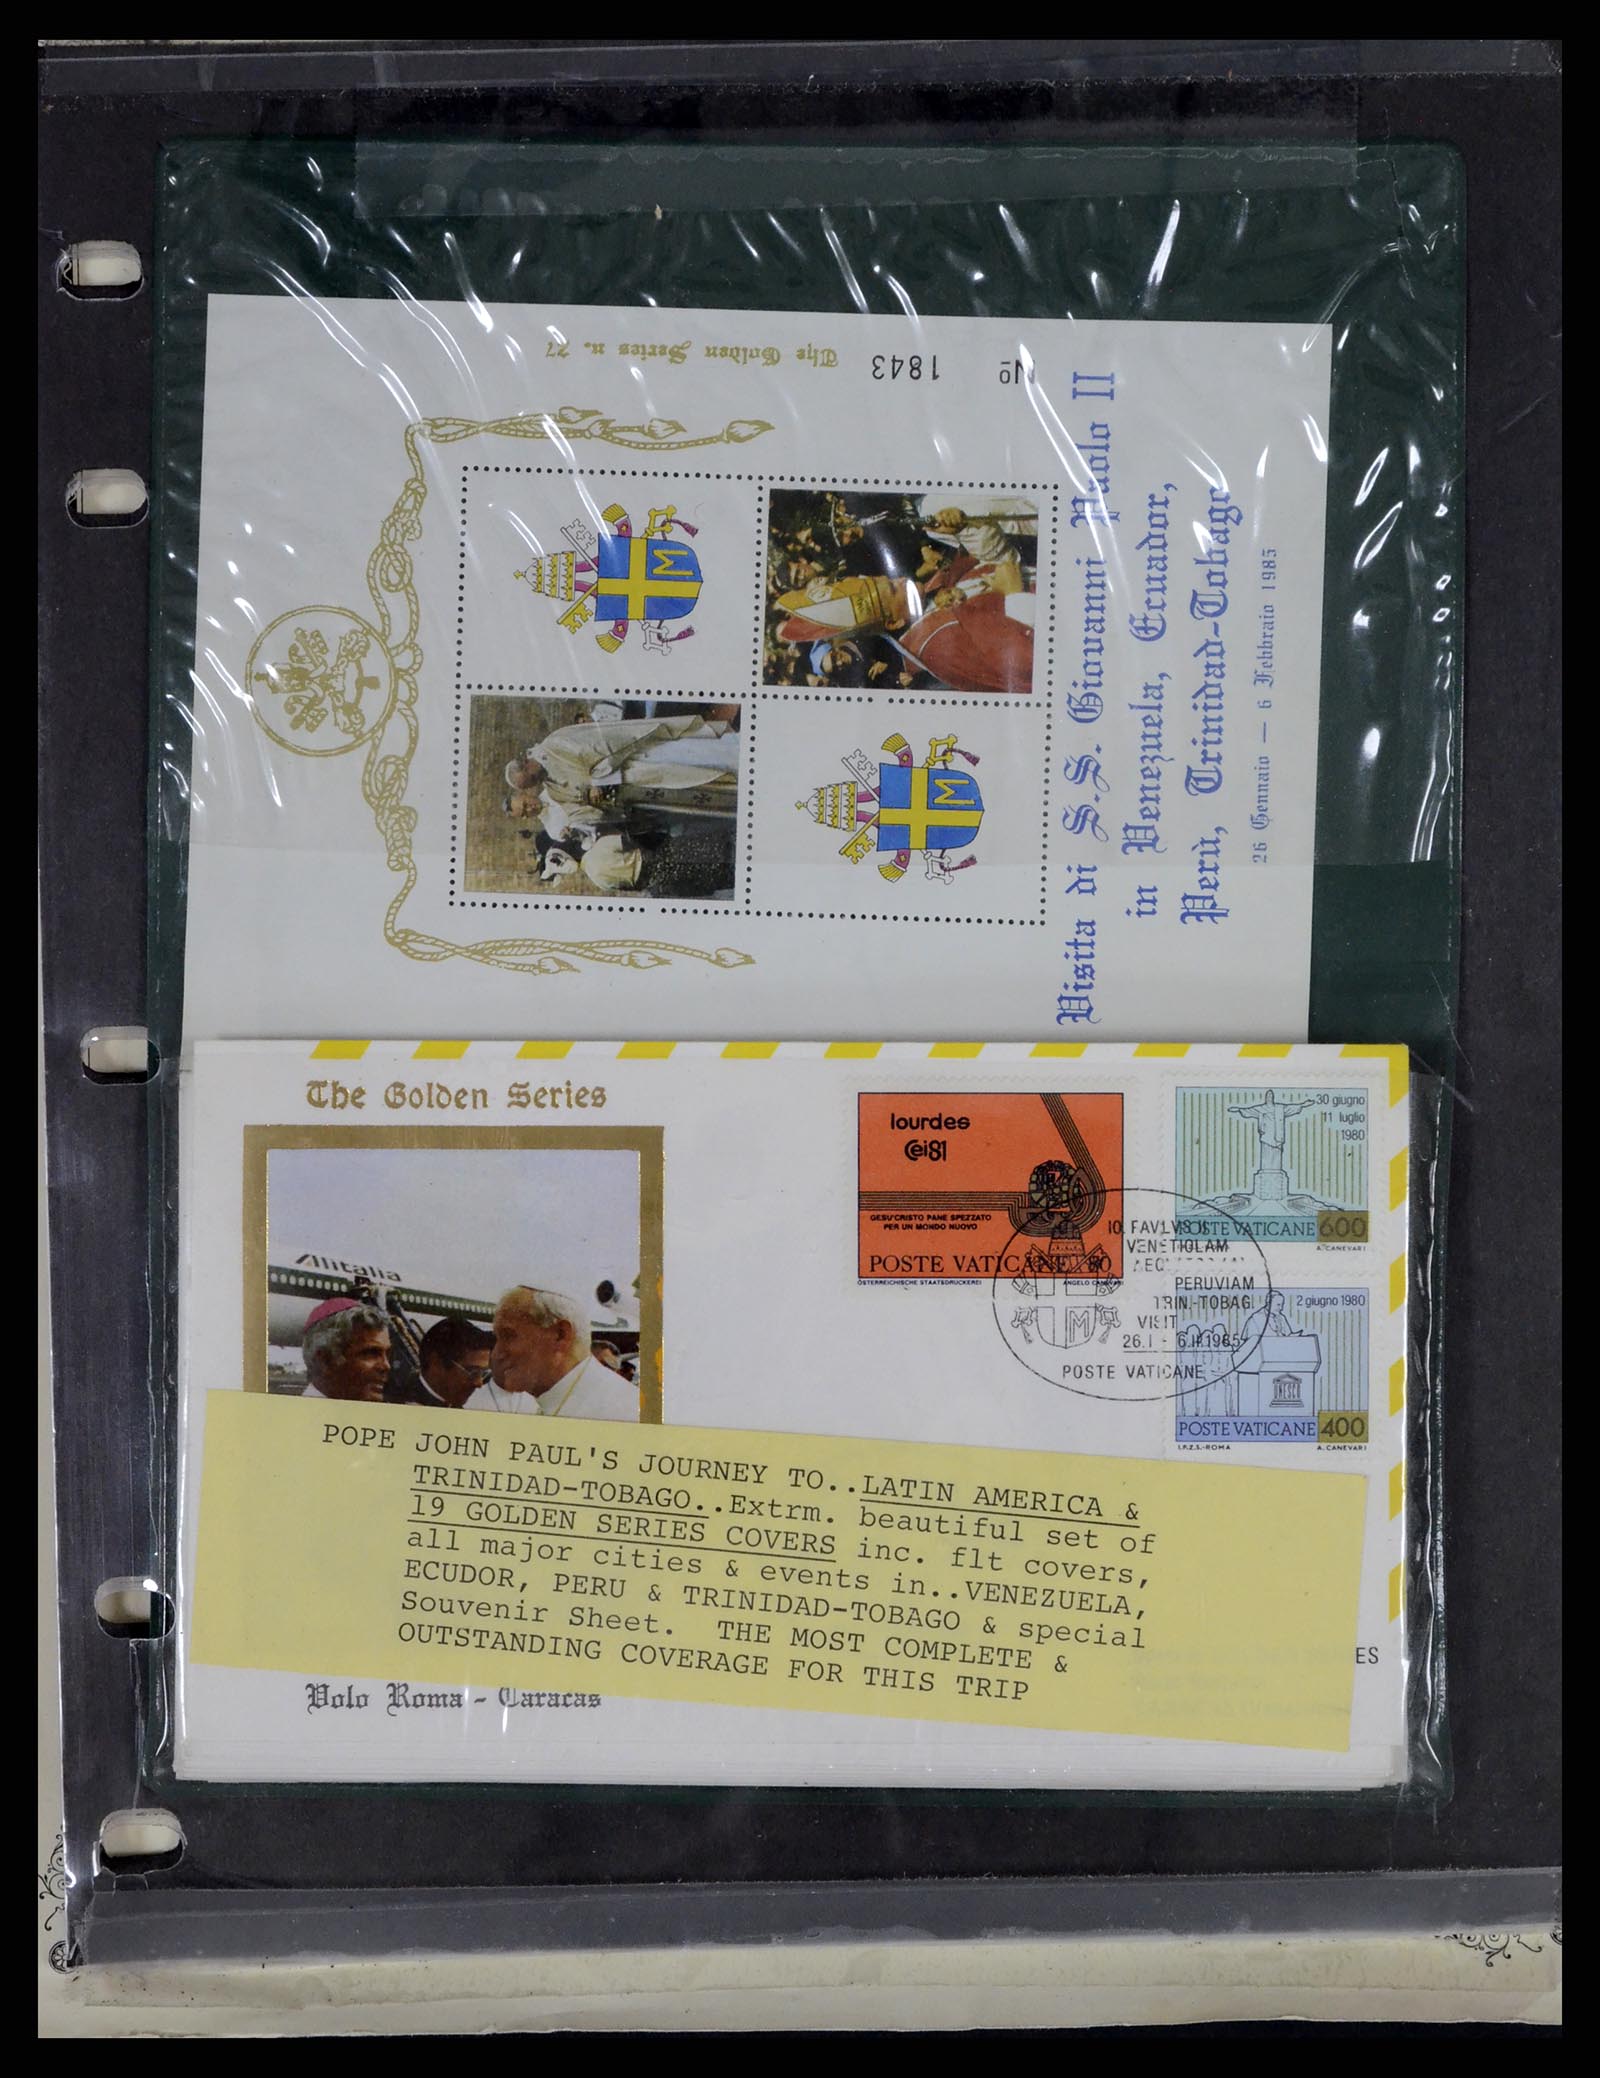 The Golden Series n. 27
Nº 1843
Visita di S.S. Giovanni Paolo II
in Venezuela, Ecuador,
Perù, Trinidad-Tobago
26 Gennaio — 6 Febbraio 1985
M
M
The Golden Series
Alitalia
lourdes
Cei81
GESU'CRISTO PANE SPEZZATO
PER UN MONDO NUOVO
POSTE VATICANE 80
ÖSTERREICHISCHE STAATSDRUCKEREI
ANGELO CANEVARI
30 giugno
11 luglio
1980
POSTE VATICANE 600
A. CANEVARI
2 giugno 1980
UNESCO
POSTE VATICANE 400
I.P.Z.S.-ROMA
A. CANEVARI
IO. PAVLVS II
VENETIOLAM
PERUVIAM
TRIN.-TOBAG.
VISIT
26.I - 6.II.1985
POSTE VATICANE
M
POPE JOHN PAUL'S JOURNEY TO..LATIN AMERICA &
TRINIDAD-TOBAGO..Extrm. beautiful set of
19 GOLDEN SERIES COVERS inc. flt covers,
all major cities & events in..VENEZUELA,
ECUDOR, PERU & TRINIDAD-TOBAGO & special
Souvenir Sheet. THE MOST COMPLETE &
OUTSTANDING COVERAGE FOR THIS TRIP
ES
Volo Roma - Caracas